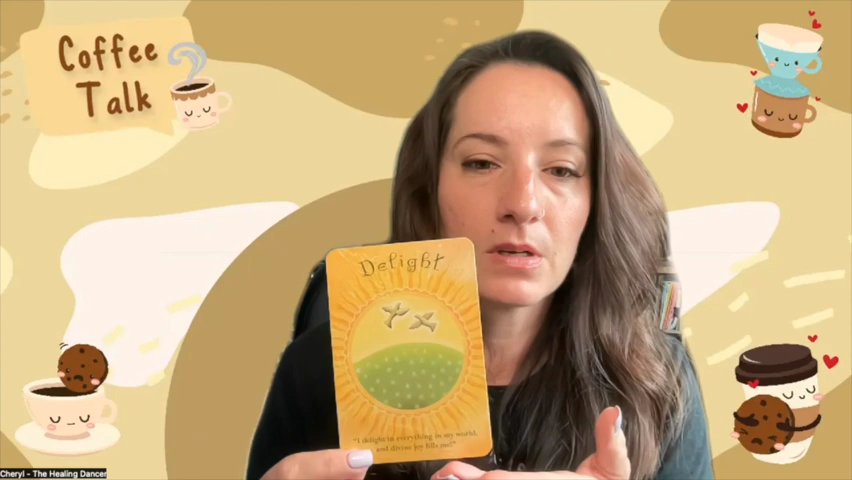 Coffee
Talk
Delight
"I delight in everything in my world,
and divine joy fills me!"
Cheryl - The Healing Dancer